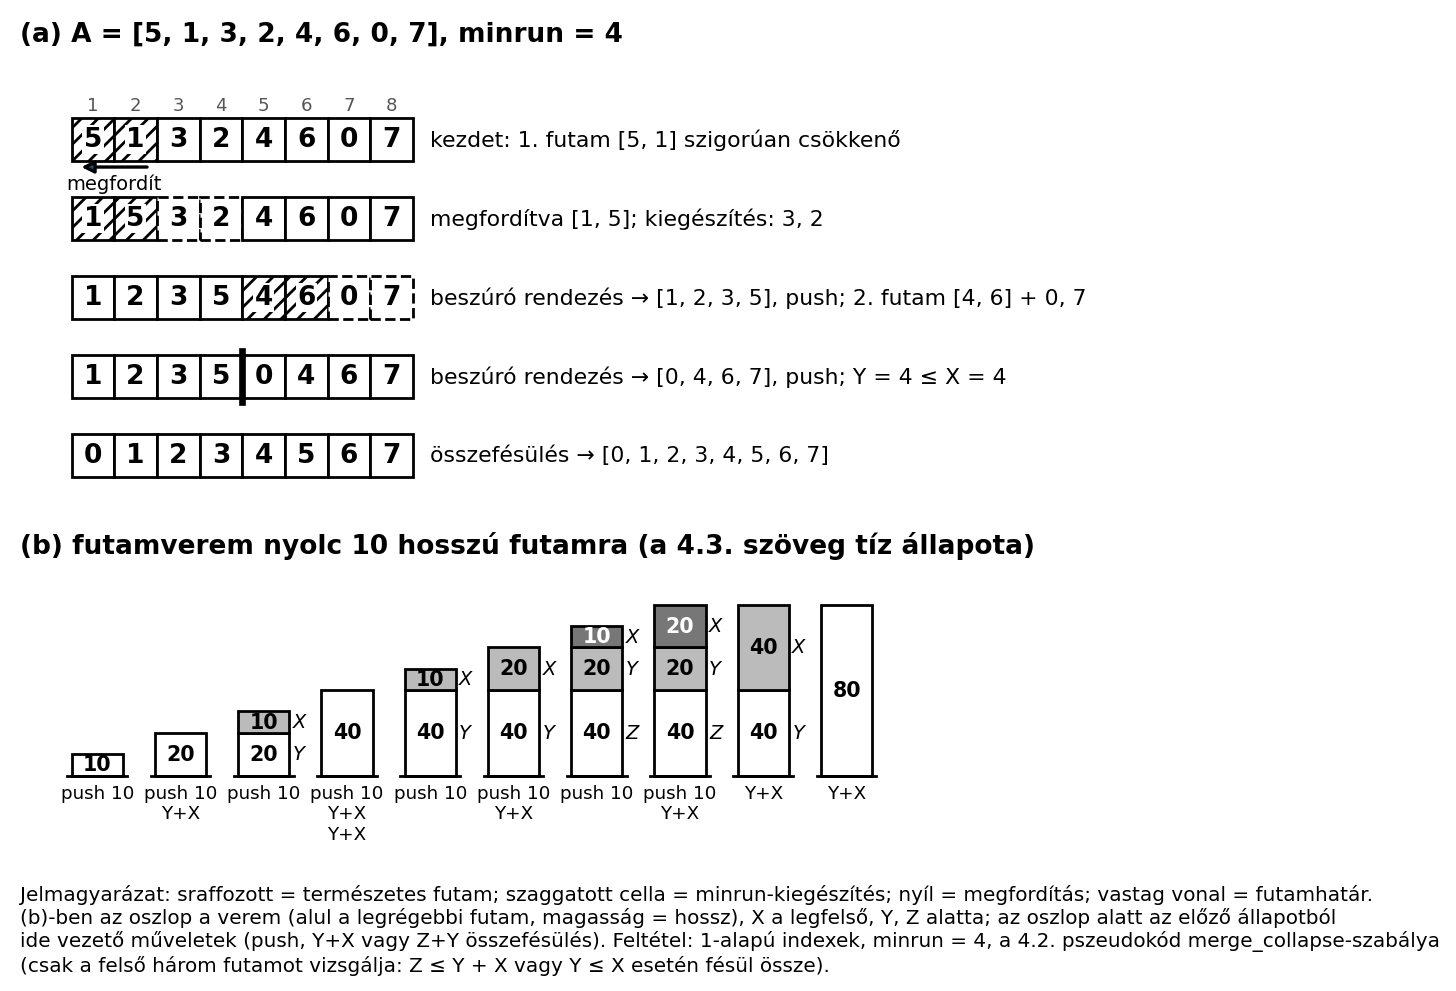 (a) A = [5, 1, 3, 2, 4, 6, 0, 7], minrun = 4
1 2 3 4 5 6 7 8
5 1 3 2 4 6 0 7 kezdet: 1. futam [5, 1] szigorúan csökkenő
megfordít
1 5 3 2 4 6 0 7 megfordítva [1, 5]; kiegészítés: 3, 2
1 2 3 5 4 6 0 7 beszúró rendezés → [1, 2, 3, 5], push; 2. futam [4, 6] + 0, 7
1 2 3 5 0 4 6 7 beszúró rendezés → [0, 4, 6, 7], push; Y = 4 ≤ X = 4
0 1 2 3 4 5 6 7 összefésülés → [0, 1, 2, 3, 4, 5, 6, 7]
(b) futamverem nyolc 10 hosszú futamra (a 4.3. szöveg tíz állapota)
10
push 10
20
push 10
Y+X
10 X
20 Y
push 10
40
push 10
Y+X
Y+X
10 X
40 Y
push 10
20 X
40 Y
push 10
Y+X
10 X
20 Y
40 Z
push 10
20 X
20 Y
40 Z
push 10
Y+X
40 X
40 Y
Y+X
80
Y+X
Jelmagyarázat: sraffozott = természetes futam; szaggatott cella = minrun-kiegészítés; nyíl = megfordítás; vastag vonal = futamhatár.
(b)-ben az oszlop a verem (alul a legrégebbi futam, magasság = hossz), X a legfelső, Y, Z alatta; az oszlop alatt az előző állapotból
ide vezető műveletek (push, Y+X vagy Z+Y összefésülés). Feltétel: 1-alapú indexek, minrun = 4, a 4.2. pszeudokód merge_collapse-szabálya
(csak a felső három futamot vizsgálja: Z ≤ Y + X vagy Y ≤ X esetén fésül össze).